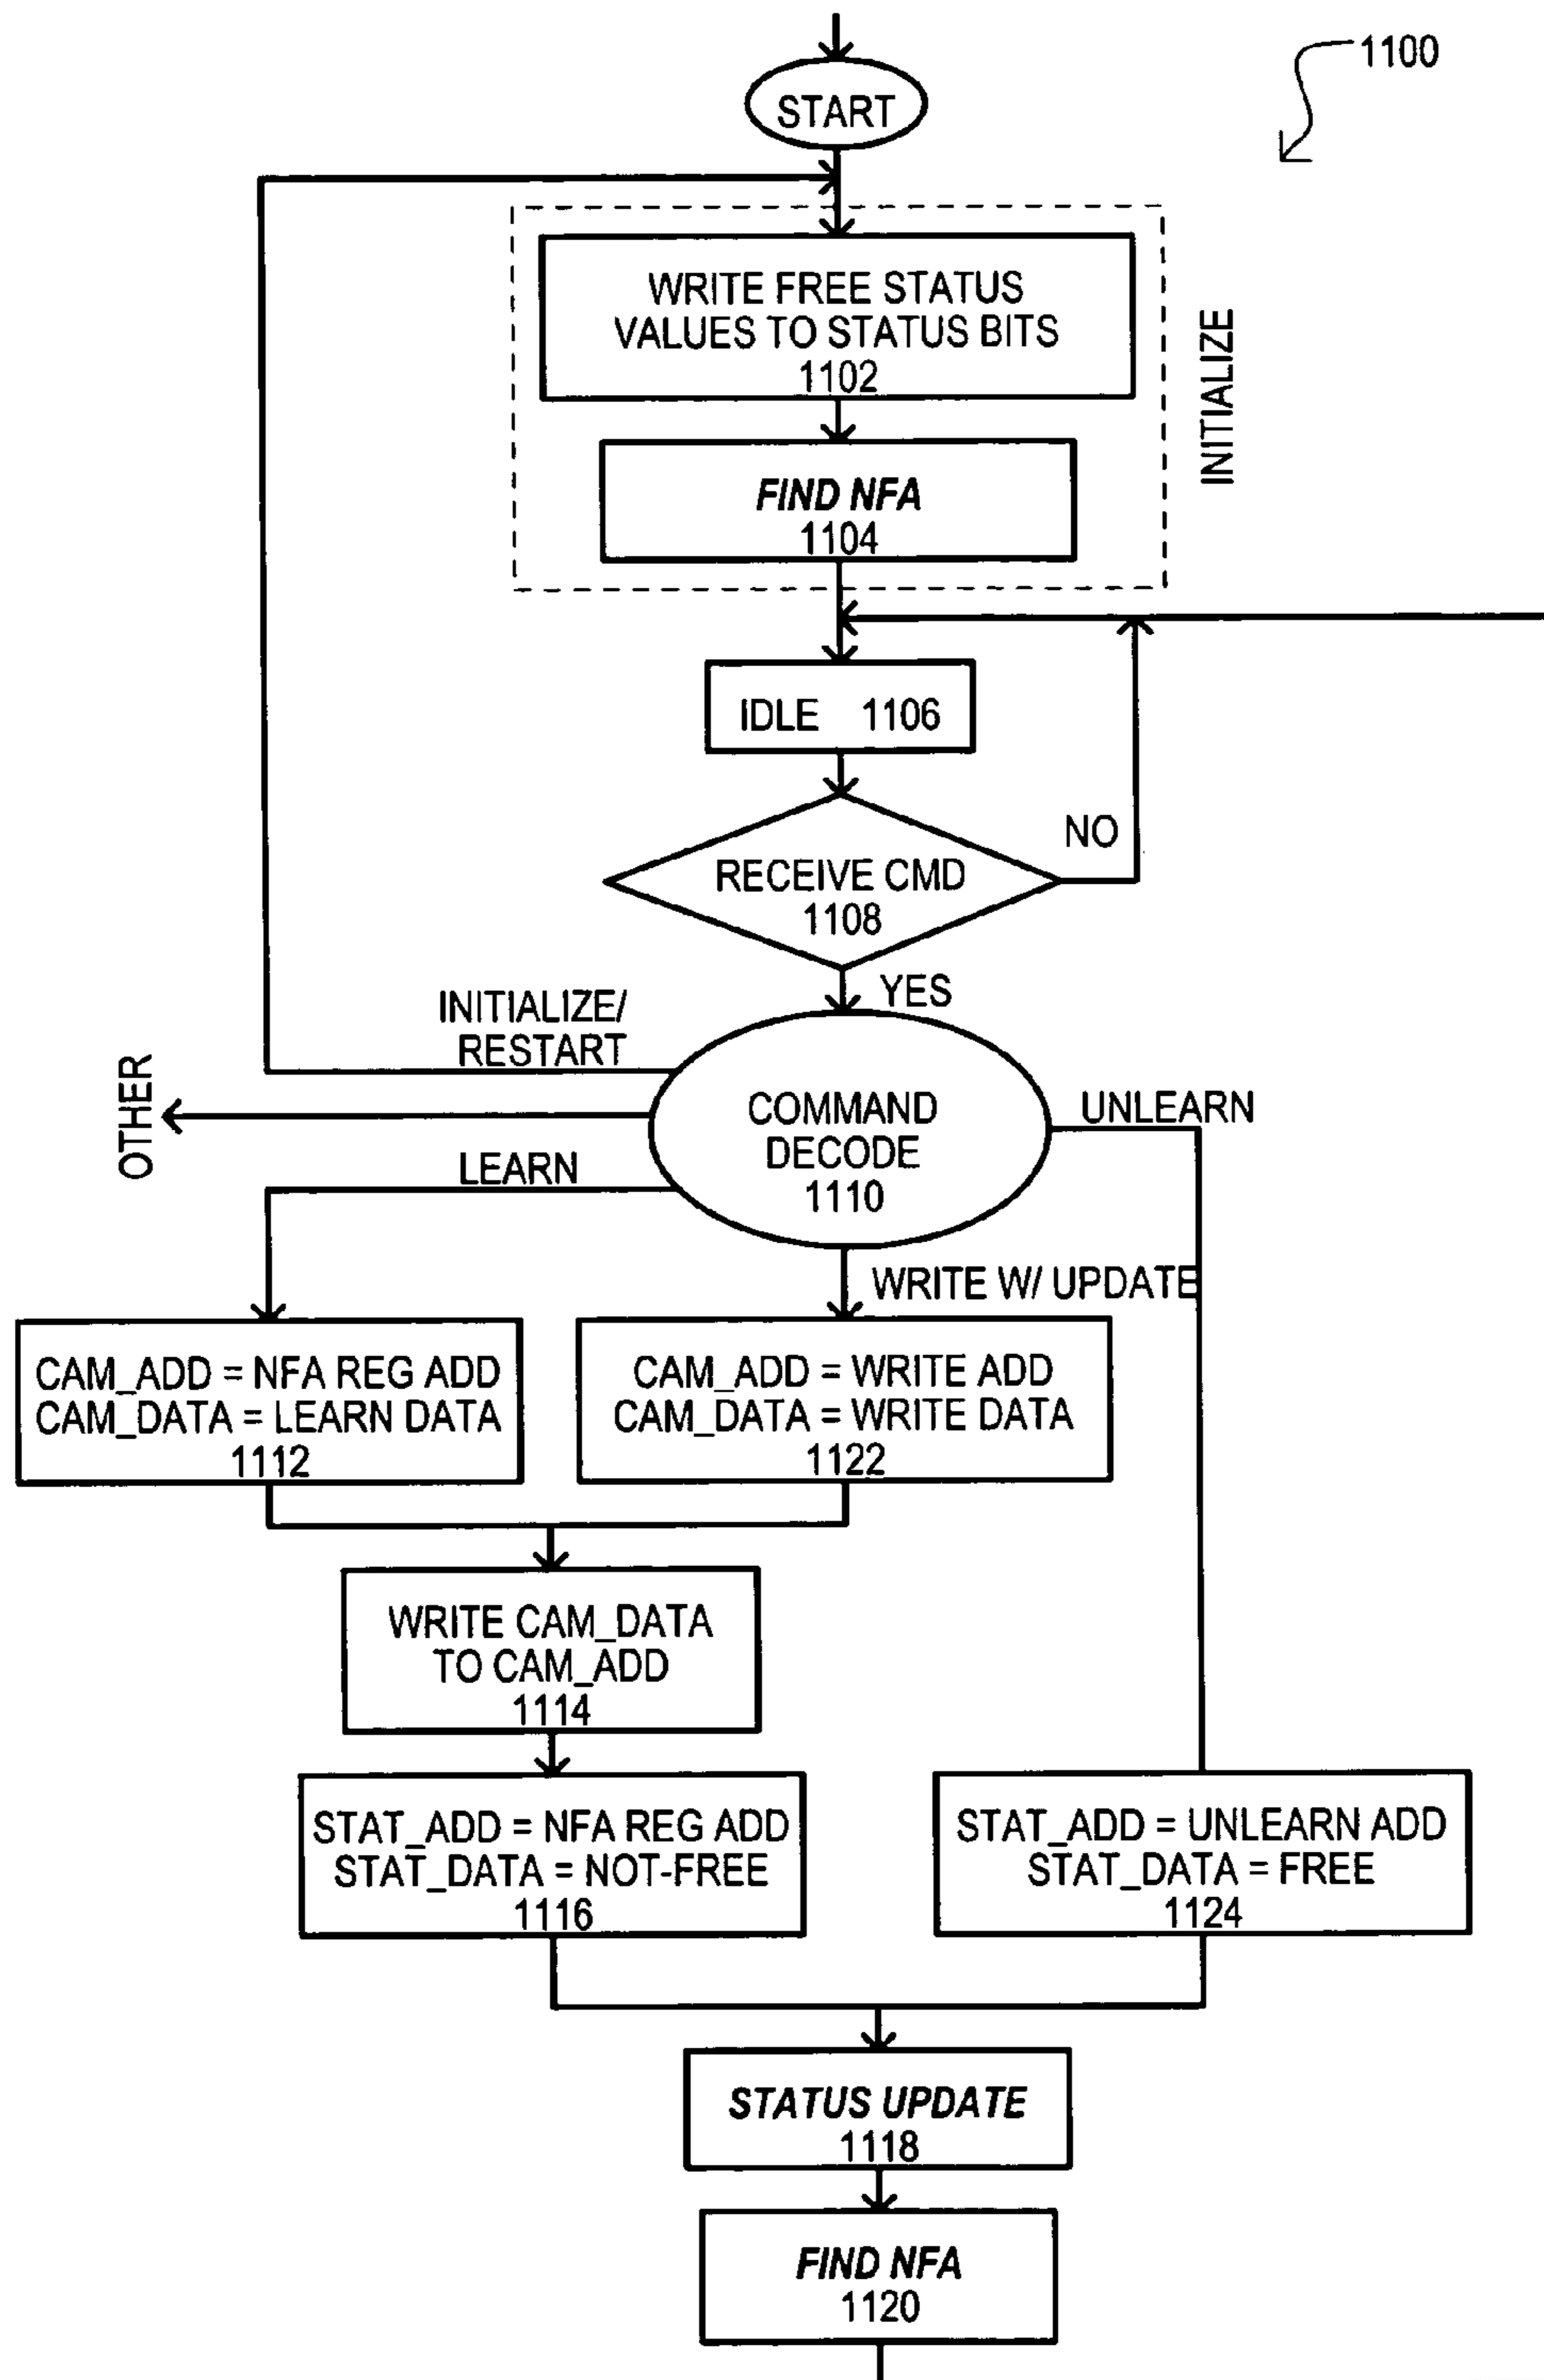 1100
START
WRITE FREE STATUS
VALUES TO STATUS BITS
1102
INITIALIZE
FIND NFA
1104
IDLE 1106
NO
RECEIVE CMD
1108
YES
INITIALIZE/
RESTART
OTHER
COMMAND
DECODE
1110
UNLEARN
LEARN
WRITE W/ UPDATE
CAM_ADD = NFA REG ADD
CAM_DATA = LEARN DATA
1112
CAM_ADD = WRITE ADD
CAM_DATA = WRITE DATA
1122
WRITE CAM_DATA
TO CAM_ADD
1114
STAT_ADD = NFA REG ADD
STAT_DATA = NOT-FREE
1116
STAT_ADD = UNLEARN ADD
STAT_DATA = FREE
1124
STATUS UPDATE
1118
FIND NFA
1120